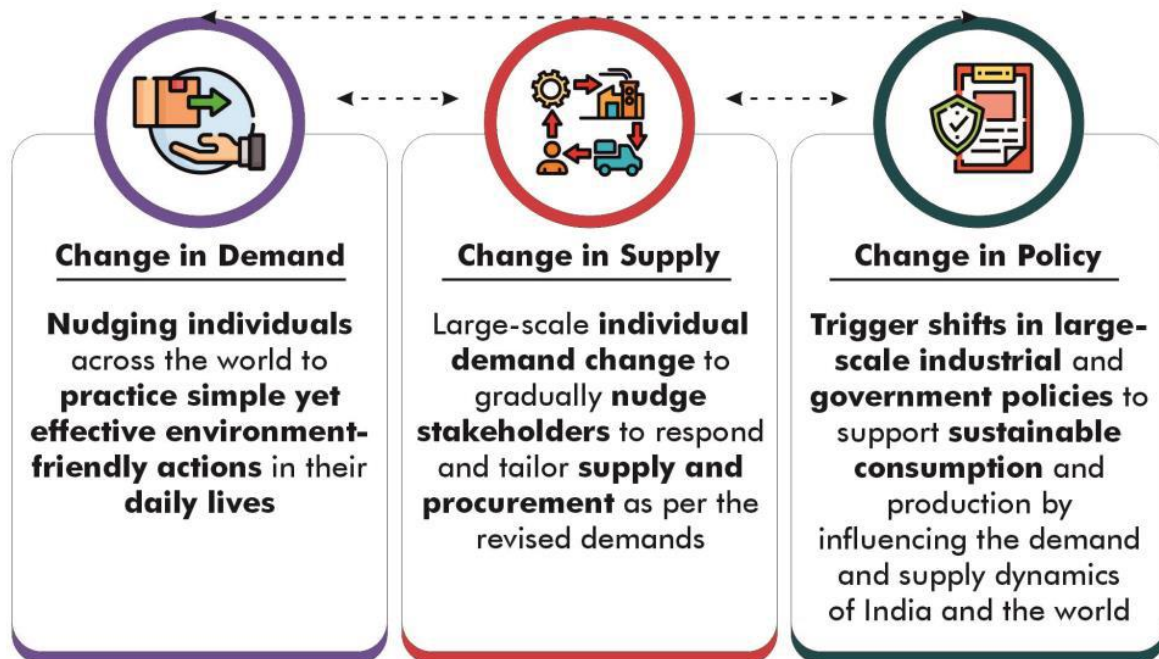 Change in Demand
Nudging individuals
across the world to
practice simple yet
effective environment-
friendly actions in their
daily lives
Change in Supply
Large-scale individual
demand change to
gradually nudge
stakeholders to respond
and tailor supply and
procurement as per the
revised demands
Change in Policy
Trigger shifts in large-
scale industrial and
government policies to
support sustainable
consumption and
production by
influencing the demand
and supply dynamics
of India and the world